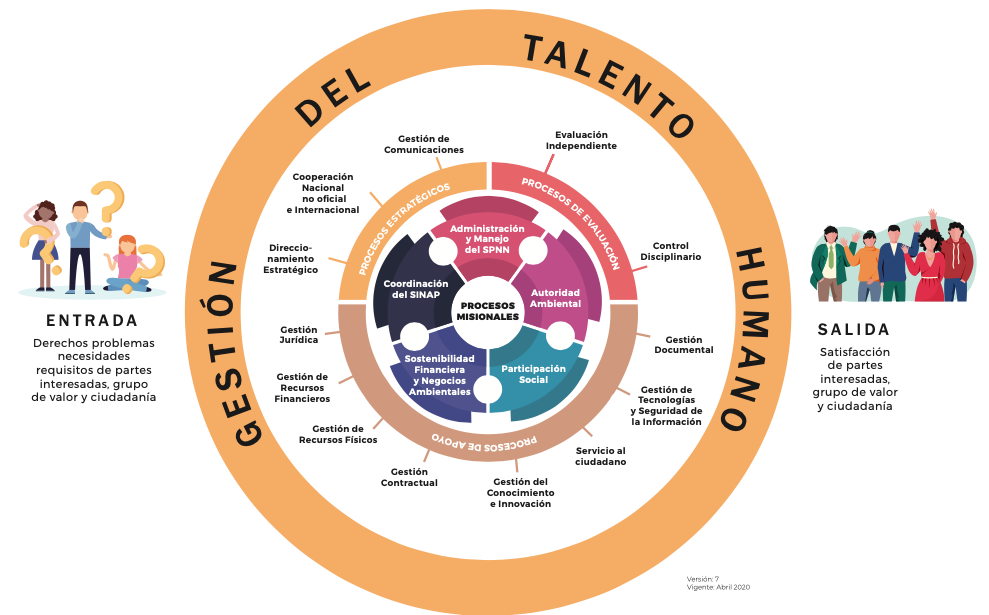 GESTIÓN DEL TALENTO HUMANO
Gestión de
Comunicaciones
Cooperación
Nacional
no oficial
e Internacional
Direccio-
namiento
Estratégico
PROCESOS ESTRATÉGICOS
Evaluación
Independiente
Control
Disciplinario
PROCESOS DE EVALUACIÓN
Administración
y Manejo
del SPNN
Coordinación
del SINAP
Autoridad
Ambiental
PROCESOS
MISIONALES
Sostenibilidad
Financiera
y Negocios
Ambientales
Participación
Social
Gestión
Jurídica
Gestión de
Recursos
Financieros
Gestión de
Recursos Físicos
Gestión
Contractual
Gestión del
Conocimiento
e Innovación
Servicio al
ciudadano
Gestión de
Tecnologías
y Seguridad de
la Información
Gestión
Documental
PROCESOS DE APOYO
ENTRADA
Derechos problemas
necesidades
requisitos de partes
interesadas, grupo
de valor y ciudadanía
SALIDA
Satisfacción
de partes
interesadas,
grupo de valor
y ciudadanía
Versión: 7
Vigente: Abril 2020